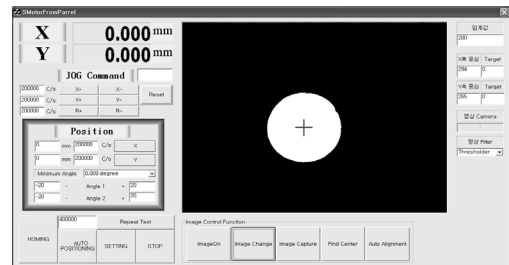 SMotorFromParrel
X 0.000 mm
Y 0.000 mm
JOG Command
200000 C/s X+ X-
200000 C/s Y+ Y-
200000 C/s R+ R-
Reset
Position
0 mm 200000 C/s X
0 mm 200000 C/s Y
Minimum Angle 0.009 degree
-20 - Angle 1 + 20
-20 - Angle 2 + 20
400000 Repeat Test
HOMING AUTO POSITIONING SETTING STOP
Image Control Function
ImageOn Image Change Image Capture Find Center Auto Alignment
임계값
200
X축 중심 Target
294 0
Y축 중심 Target
265 0
영상 Camera
영상 Filter
Thresholder